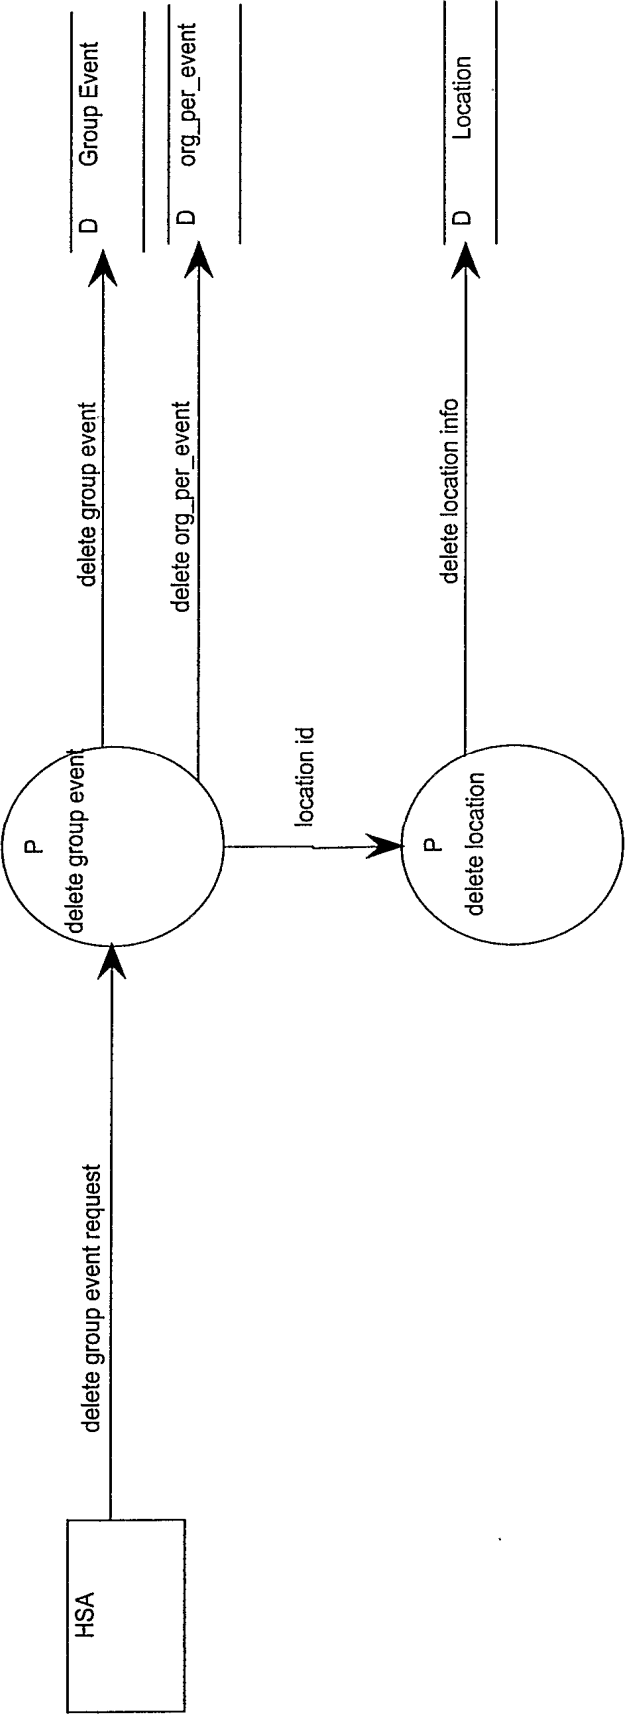 HSA
delete group event request
P
delete group event
delete group event
D Group Event
delete org_per_event
D org_per_event
location id
P
delete location
delete location info
D Location